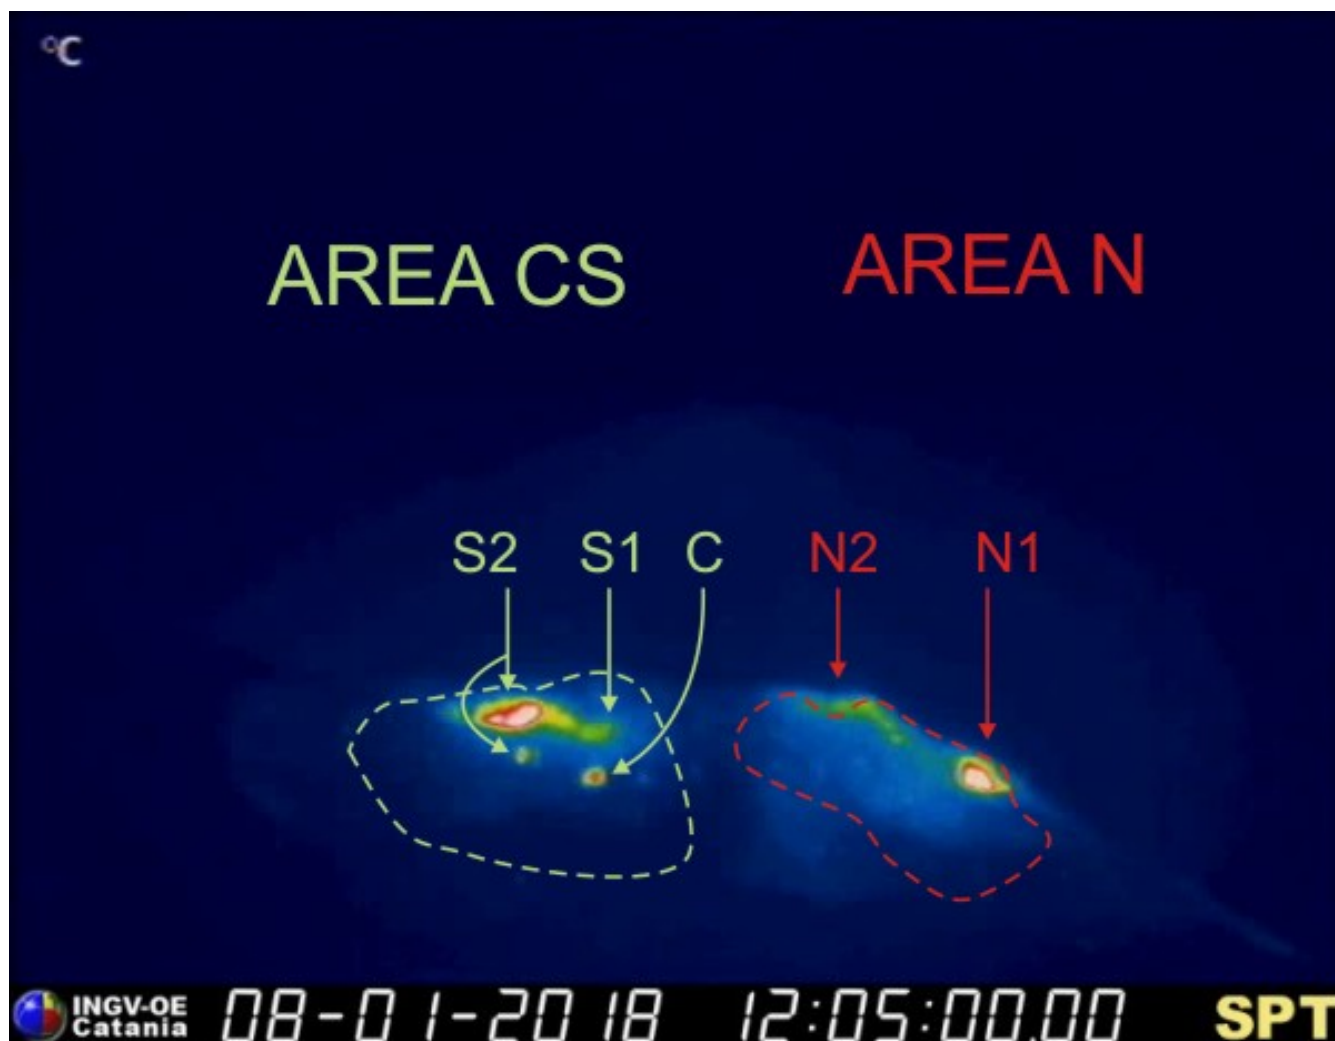 °C
AREA CS
AREA N
S2
S1
C
N2
N1
INGV-OE
Catania
08-01-2018
12:05:00.00
SPT